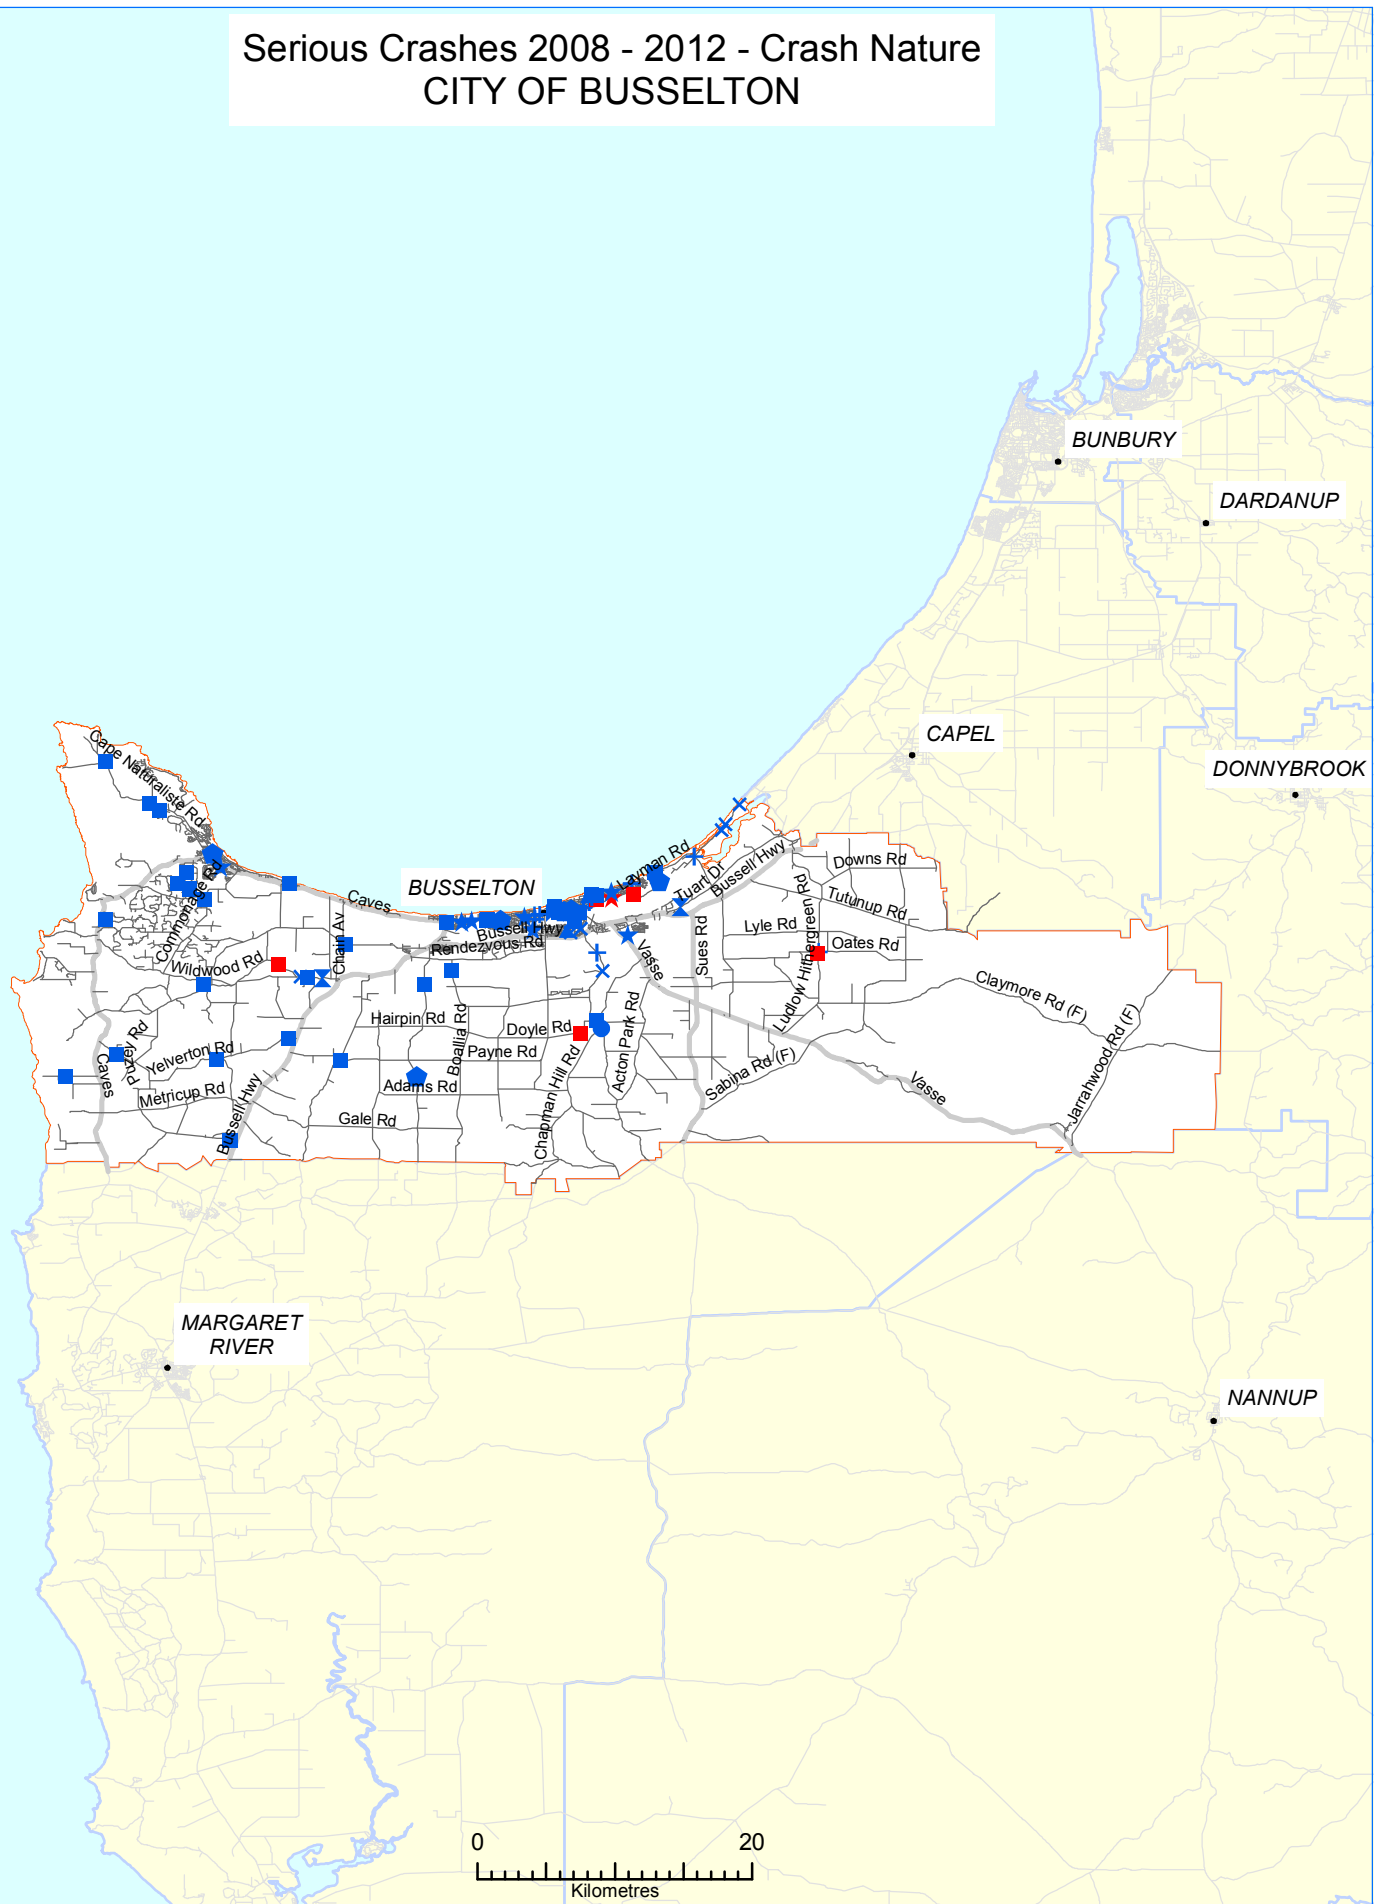 Serious Crashes 2008 - 2012 - Crash Nature
CITY OF BUSSELTON
BUNBURY
DARDANUP
CAPEL
DONNYBROOK
Cape Naturaliste Rd
Layman Rd
Bussell Hwy
Downs Rd
BUSSELTON
Tuart Dr
Caves
Commonage Rd
Tutunup Rd
Lyle Rd
Bussell Hwy
Rendezvous Rd
Oates Rd
Chain Av
Sues Rd
Vasse
Ludlow Hithergreen Rd
Wildwood Rd
Claymore Rd (F)
Hairpin Rd
Doyle Rd
Acton Park Rd
Jarrahwood Rd (F)
Puzey Rd
Yelverton Rd
Boallia Rd
Payne Rd
Chapman Hill Rd
Caves
Sabina Rd (F)
Vasse
Metricup Rd
Adams Rd
Bussell Hwy
Gale Rd
MARGARET
RIVER
NANNUP
0 20
Kilometres